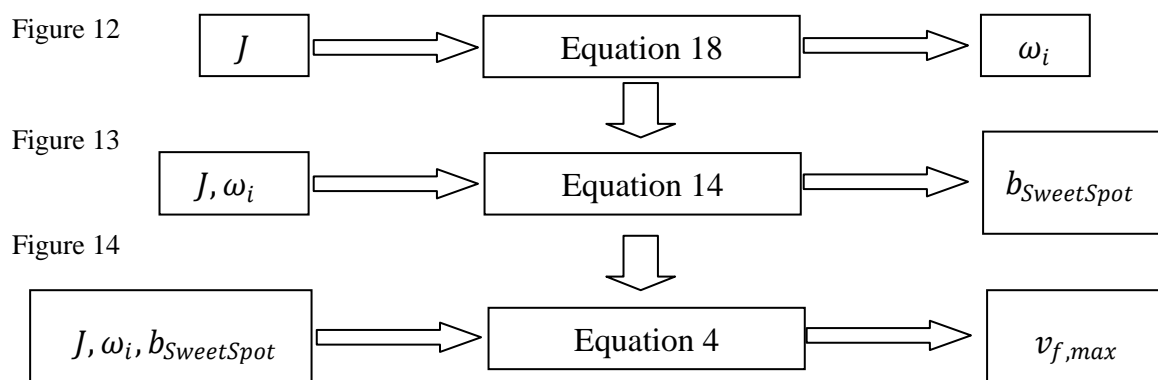 Figure 12
J
Equation 18
ω_i
Figure 13
J, ω_i
Equation 14
b_SweetSpot
Figure 14
J, ω_i, b_SweetSpot
Equation 4
v_f,max